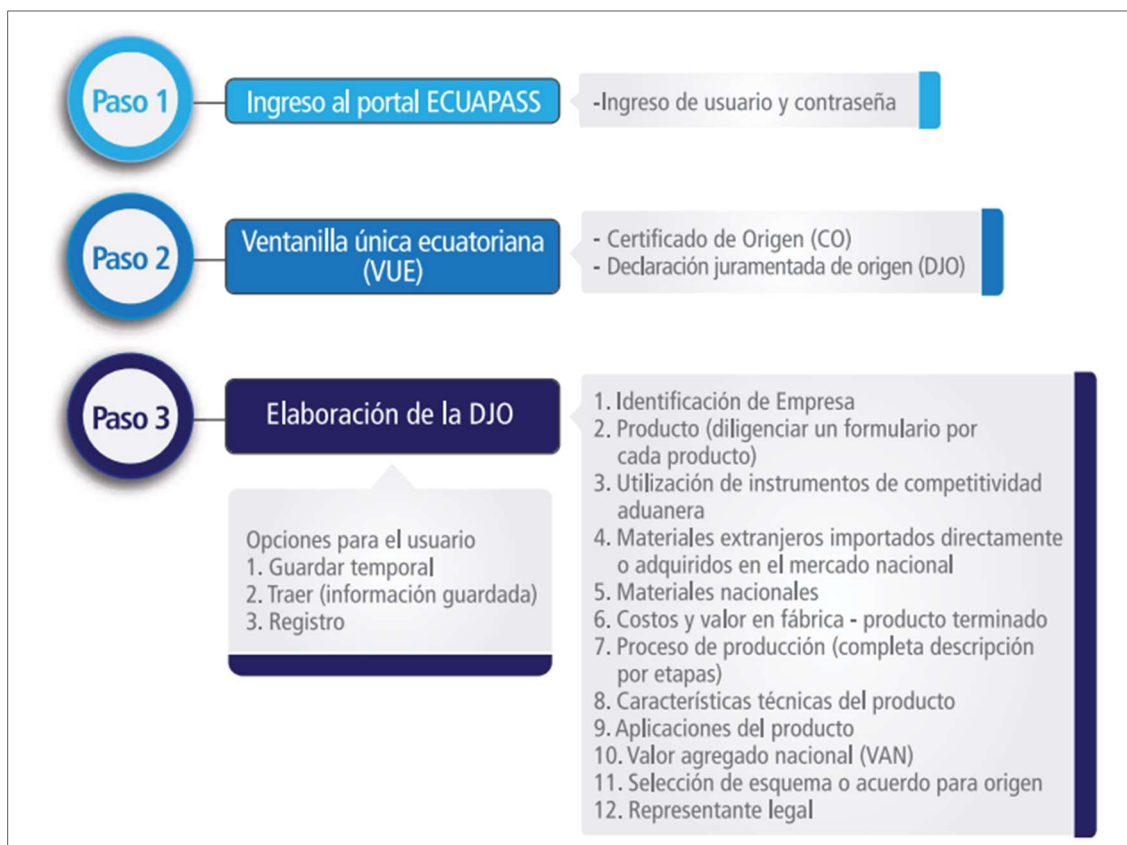 Paso 1
Ingreso al portal ECUAPASS
-Ingreso de usuario y contraseña
Paso 2
Ventanilla única ecuatoriana
(VUE)
- Certificado de Origen (CO)
- Declaración juramentada de origen (DJO)
Paso 3
Elaboración de la DJO
Opciones para el usuario
1. Guardar temporal
2. Traer (información guardada)
3. Registro
1. Identificación de Empresa
2. Producto (diligenciar un formulario por
cada producto)
3. Utilización de instrumentos de competitividad
aduanera
4. Materiales extranjeros importados directamente
o adquiridos en el mercado nacional
5. Materiales nacionales
6. Costos y valor en fábrica - producto terminado
7. Proceso de producción (completa descripción
por etapas)
8. Características técnicas del producto
9. Aplicaciones del producto
10. Valor agregado nacional (VAN)
11. Selección de esquema o acuerdo para origen
12. Representante legal